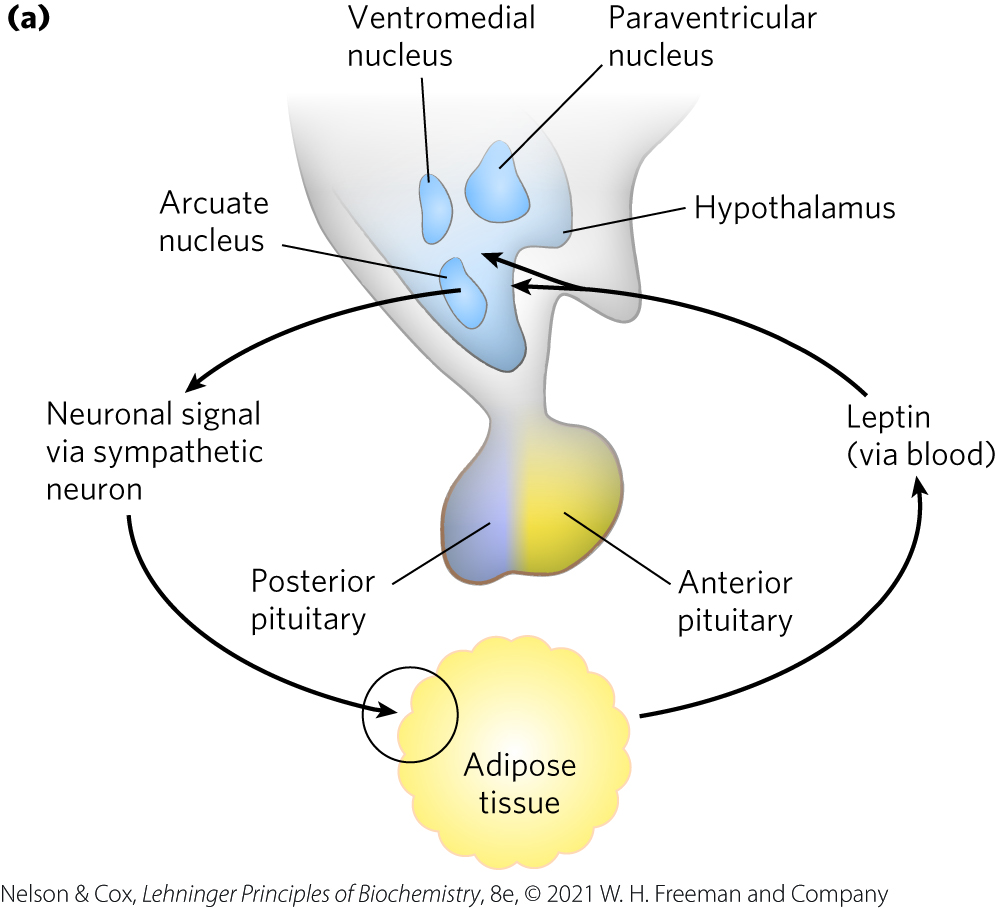 (a)
Ventromedial
nucleus
Paraventricular
nucleus
Arcuate
nucleus
Hypothalamus
Neuronal signal
via sympathetic
neuron
Leptin
(via blood)
Posterior
pituitary
Anterior
pituitary
Adipose
tissue
Nelson & Cox, Lehninger Principles of Biochemistry, 8e, © 2021 W. H. Freeman and Company